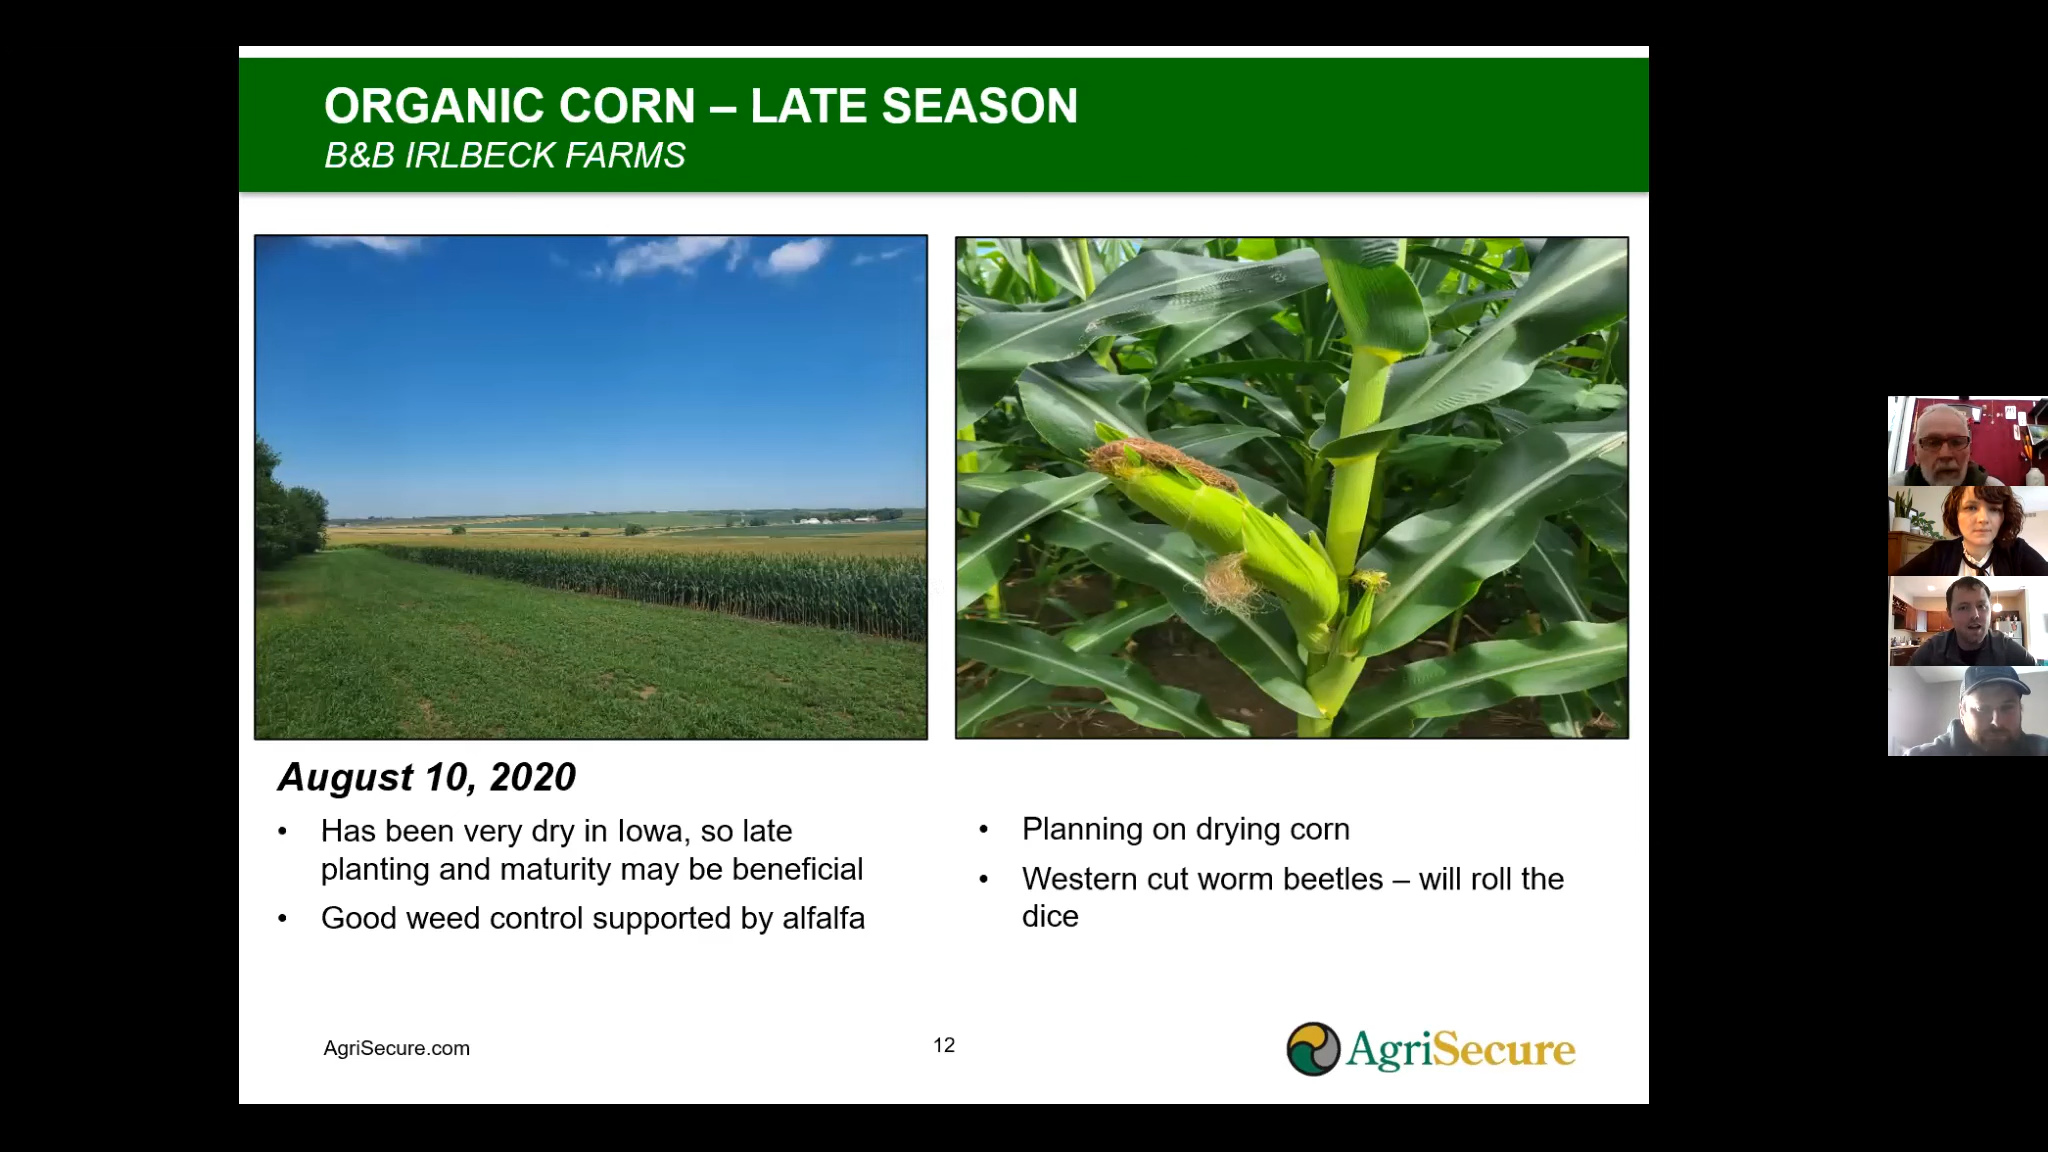 ORGANIC CORN – LATE SEASON
B&B IRLBECK FARMS
August 10, 2020
• Has been very dry in Iowa, so late
planting and maturity may be beneficial
• Good weed control supported by alfalfa
• Planning on drying corn
• Western cut worm beetles – will roll the
dice
AgriSecure.com
12
AgriSecure